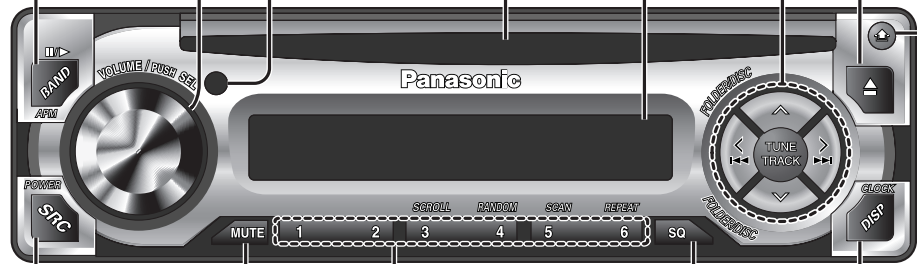 BAND
APM
VOLUME / PUSH SEL
Panasonic
FOLDER/DISC
TUNE
TRACK
FOLDER/DISC
POWER
SRC
CLOCK
DISP
SCROLL RANDOM SCAN REPEAT
MUTE 1 2 3 4 5 6 SQ